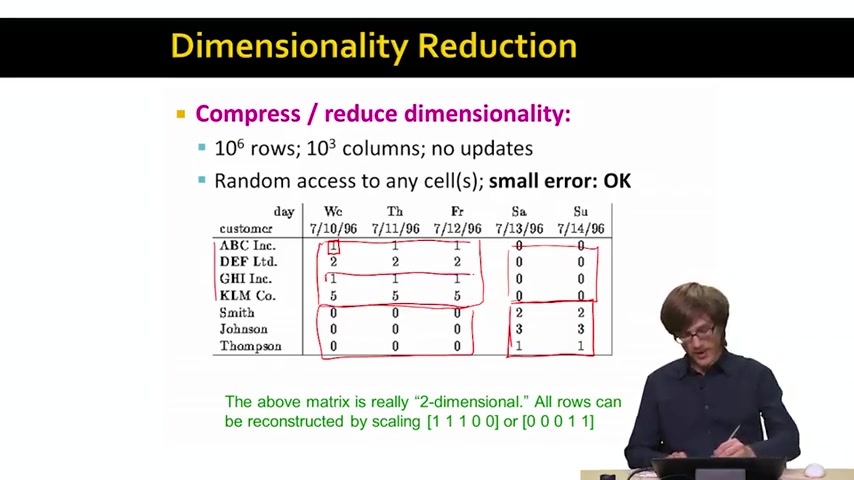 Dimensionality Reduction
Compress / reduce dimensionality:
10⁶ rows; 10³ columns; no updates
Random access to any cell(s); small error: OK
day We Th Fr Sa Su
customer 7/10/96 7/11/96 7/12/96 7/13/96 7/14/96
ABC Inc. 1 1 1 0 0
DEF Ltd. 2 2 2 0 0
GHI Inc. 1 1 1 0 0
KLM Co. 5 5 5 0 0
Smith 0 0 0 2 2
Johnson 0 0 0 3 3
Thompson 0 0 0 1 1
The above matrix is really “2-dimensional.” All rows can
be reconstructed by scaling [1 1 1 0 0] or [0 0 0 1 1]